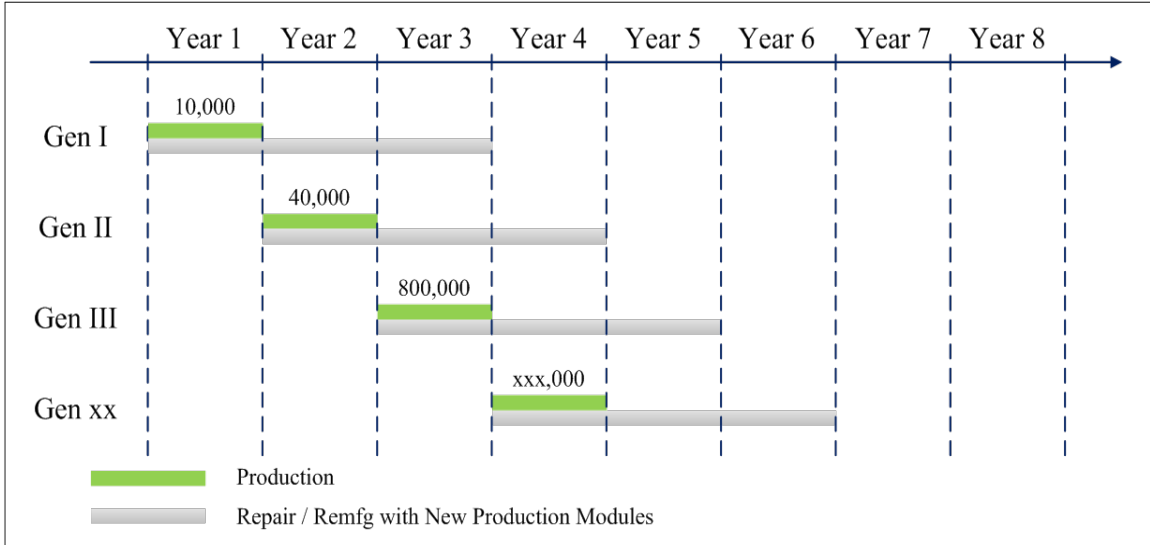 Year 1 Year 2 Year 3 Year 4 Year 5 Year 6 Year 7 Year 8
10,000
Gen I
40,000
Gen II
800,000
Gen III
xxx,000
Gen xx
Production
Repair / Remfg with New Production Modules